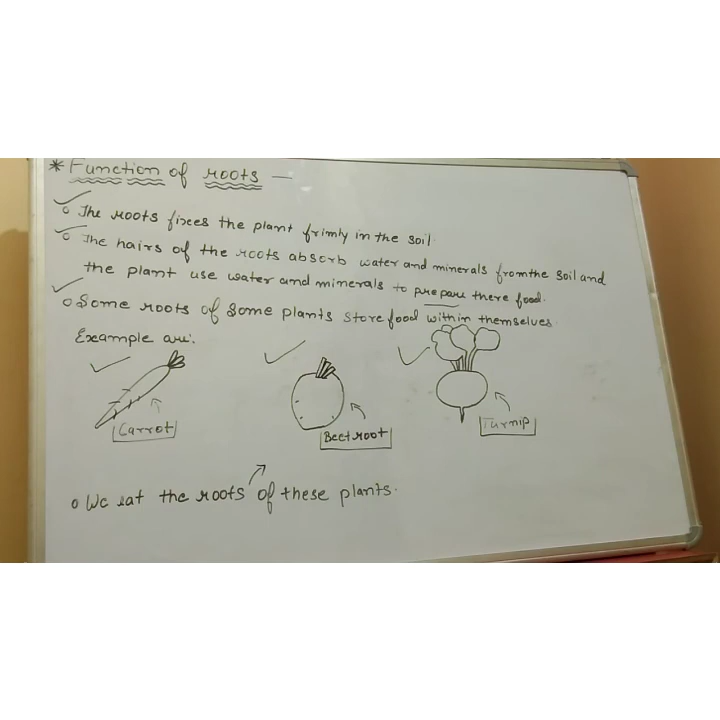 * Function of roots —
o The roots fixes the plant frimly in the soil.
o The hairs of the roots absorb water and minerals from the soil and
the plant use water and minerals to prepare there food.
o Some roots of some plants store food within themselves
Example are:
Carrot
Beetroot
Turnip
o We eat the roots of these plants.